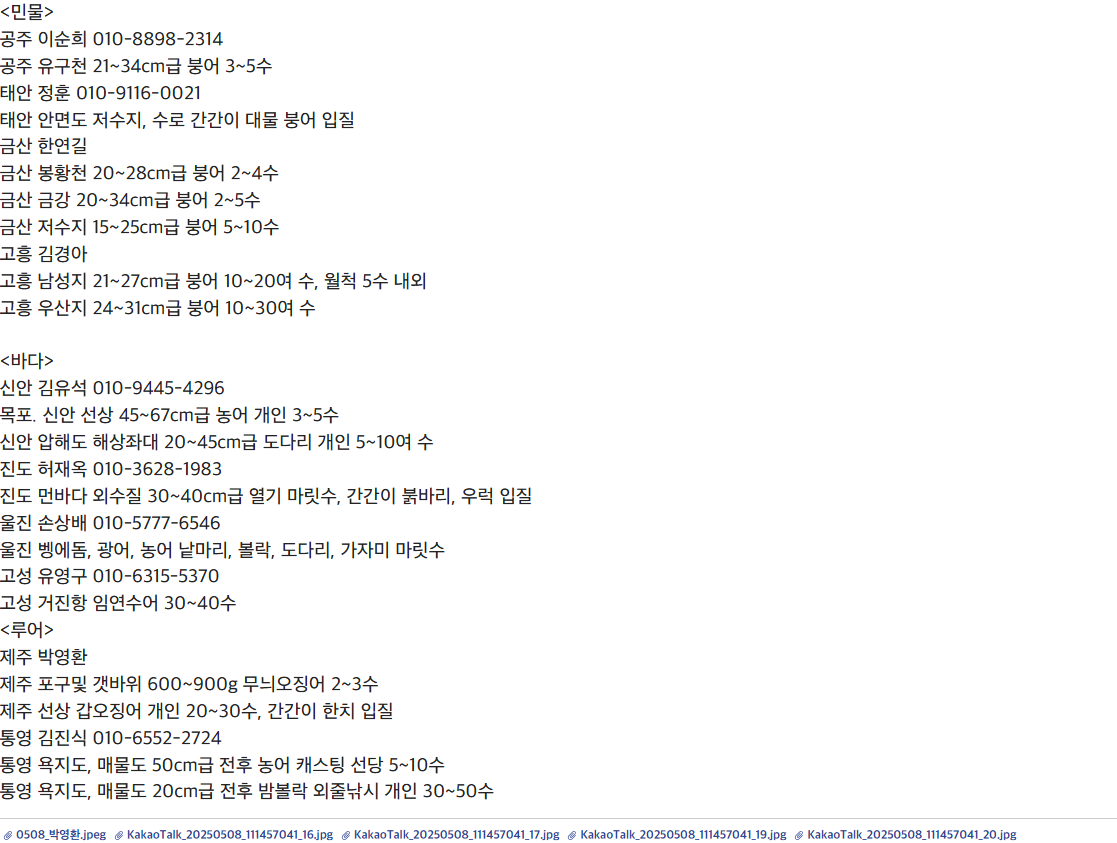 <민물>
공주 이순희 010-8898-2314
공주 유구천 21~34cm급 붕어 3~5수
태안 정훈 010-9116-0021
태안 안면도 저수지, 수로 간간이 대물 붕어 입질
금산 한연길
금산 봉황천 20~28cm급 붕어 2~4수
금산 금강 20~34cm급 붕어 2~5수
금산 저수지 15~25cm급 붕어 5~10수
고흥 김경아
고흥 남성지 21~27cm급 붕어 10~20여 수, 월척 5수 내외
고흥 우산지 24~31cm급 붕어 10~30여 수
<바다>
신안 김유석 010-9445-4296
목포. 신안 선상 45~67cm급 농어 개인 3~5수
신안 압해도 해상좌대 20~45cm급 도다리 개인 5~10여 수
진도 허재옥 010-3628-1983
진도 먼바다 외수질 30~40cm급 열기 마릿수, 간간이 붉바리, 우럭 입질
울진 손상배 010-5777-6546
울진 벵에돔, 광어, 농어 낱마리, 볼락, 도다리, 가자미 마릿수
고성 유영구 010-6315-5370
고성 거진항 임연수어 30~40수
<루어>
제주 박영환
제주 포구및 갯바위 600~900g 무늬오징어 2~3수
제주 선상 갑오징어 개인 20~30수, 간간이 한치 입질
통영 김진식 010-6552-2724
통영 욕지도, 매물도 50cm급 전후 농어 캐스팅 선당 5~10수
통영 욕지도, 매물도 20cm급 전후 밤볼락 외줄낚시 개인 30~50수
0508_박영환.jpeg KakaoTalk_20250508_111457041_16.jpg KakaoTalk_20250508_111457041_17.jpg KakaoTalk_20250508_111457041_19.jpg KakaoTalk_20250508_111457041_20.jpg